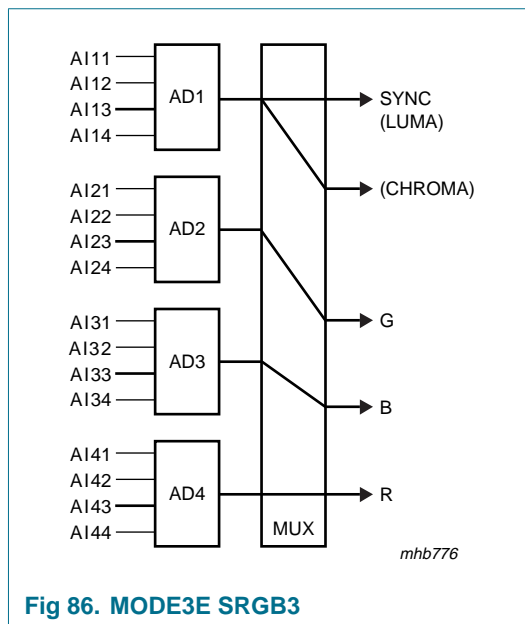 AI11
AI12
AI13
AI14
AD1
SYNC
(LUMA)
(CHROMA)
AI21
AI22
AI23
AI24
AD2
G
AI31
AI32
AI33
AI34
AD3
B
AI41
AI42
AI43
AI44
AD4
R
MUX
mhb776
Fig 86. MODE3E SRGB3